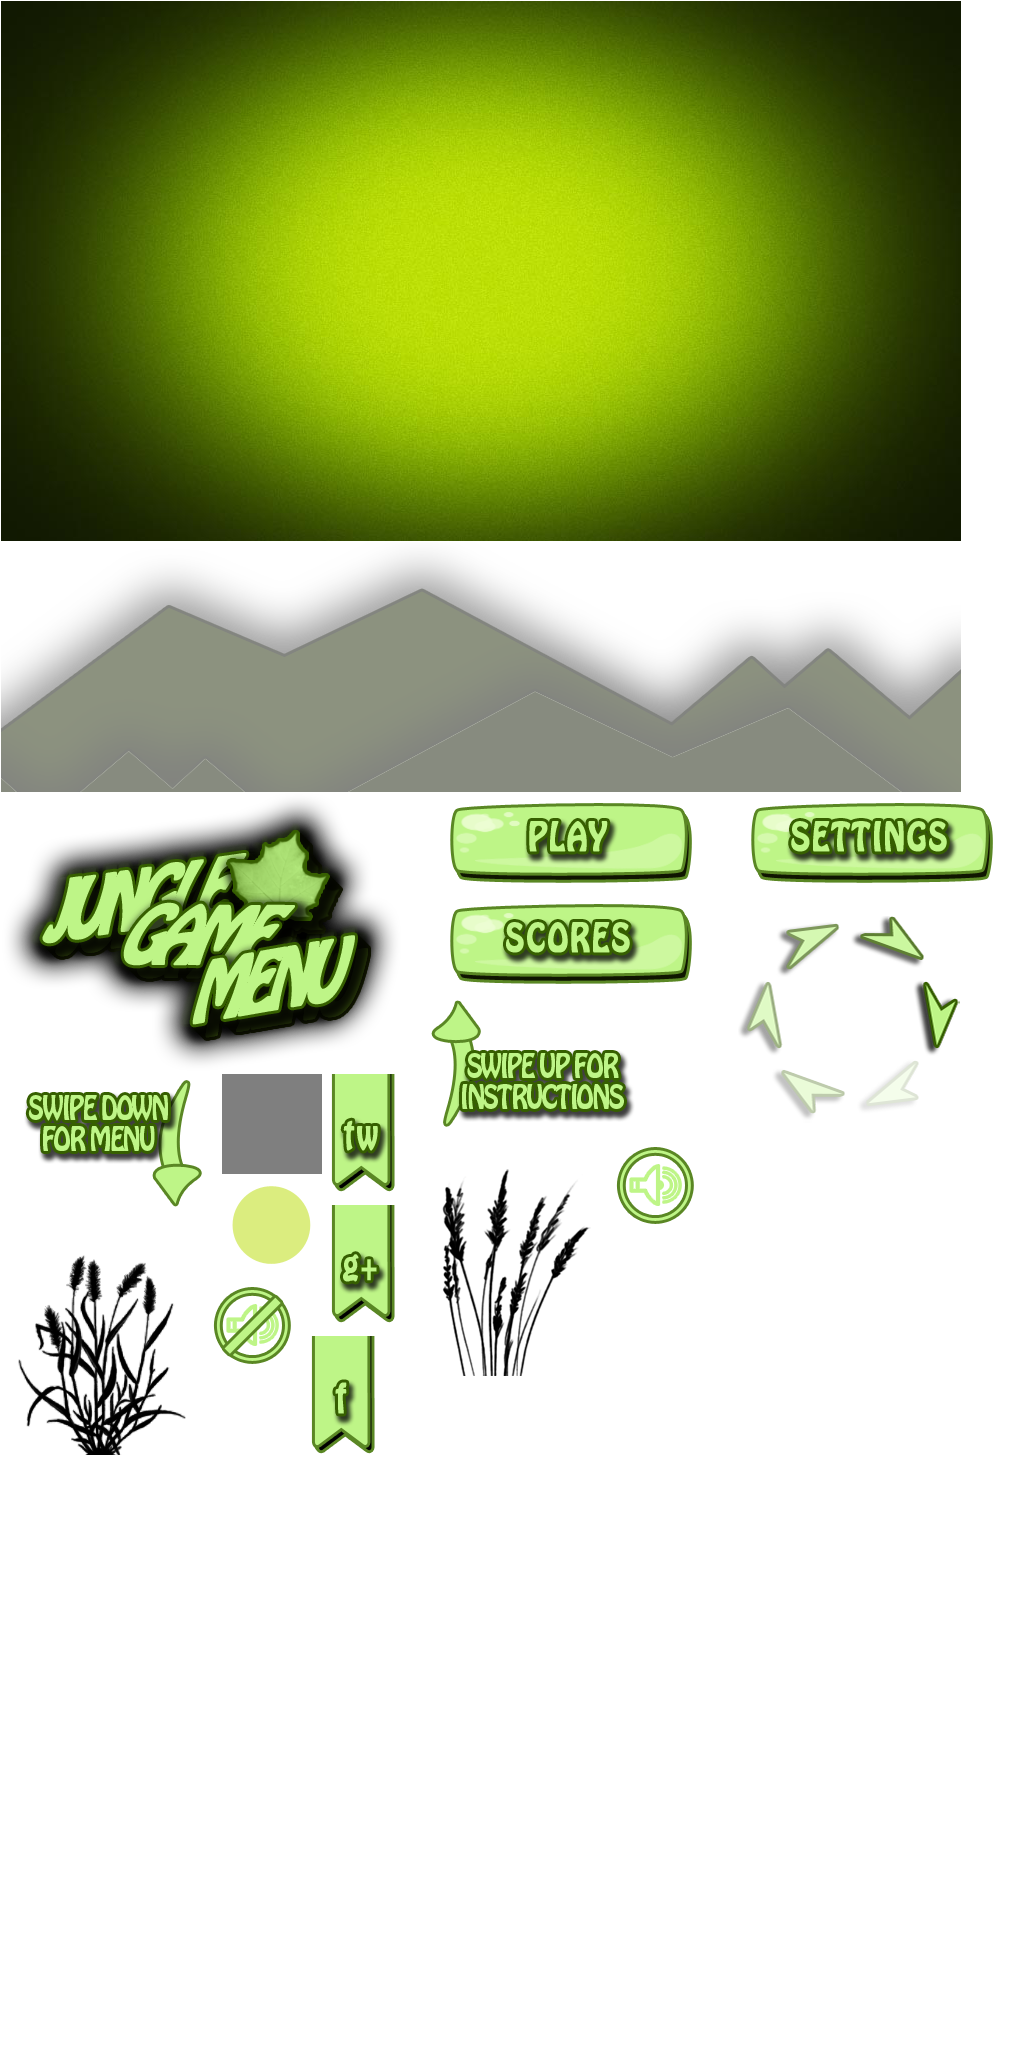 JUNGLE
GAME
MENU
PLAY
SETTINGS
SCORES
SWIPE UP FOR
INSTRUCTIONS
SWIPE DOWN
FOR MENU
fw
g+
f